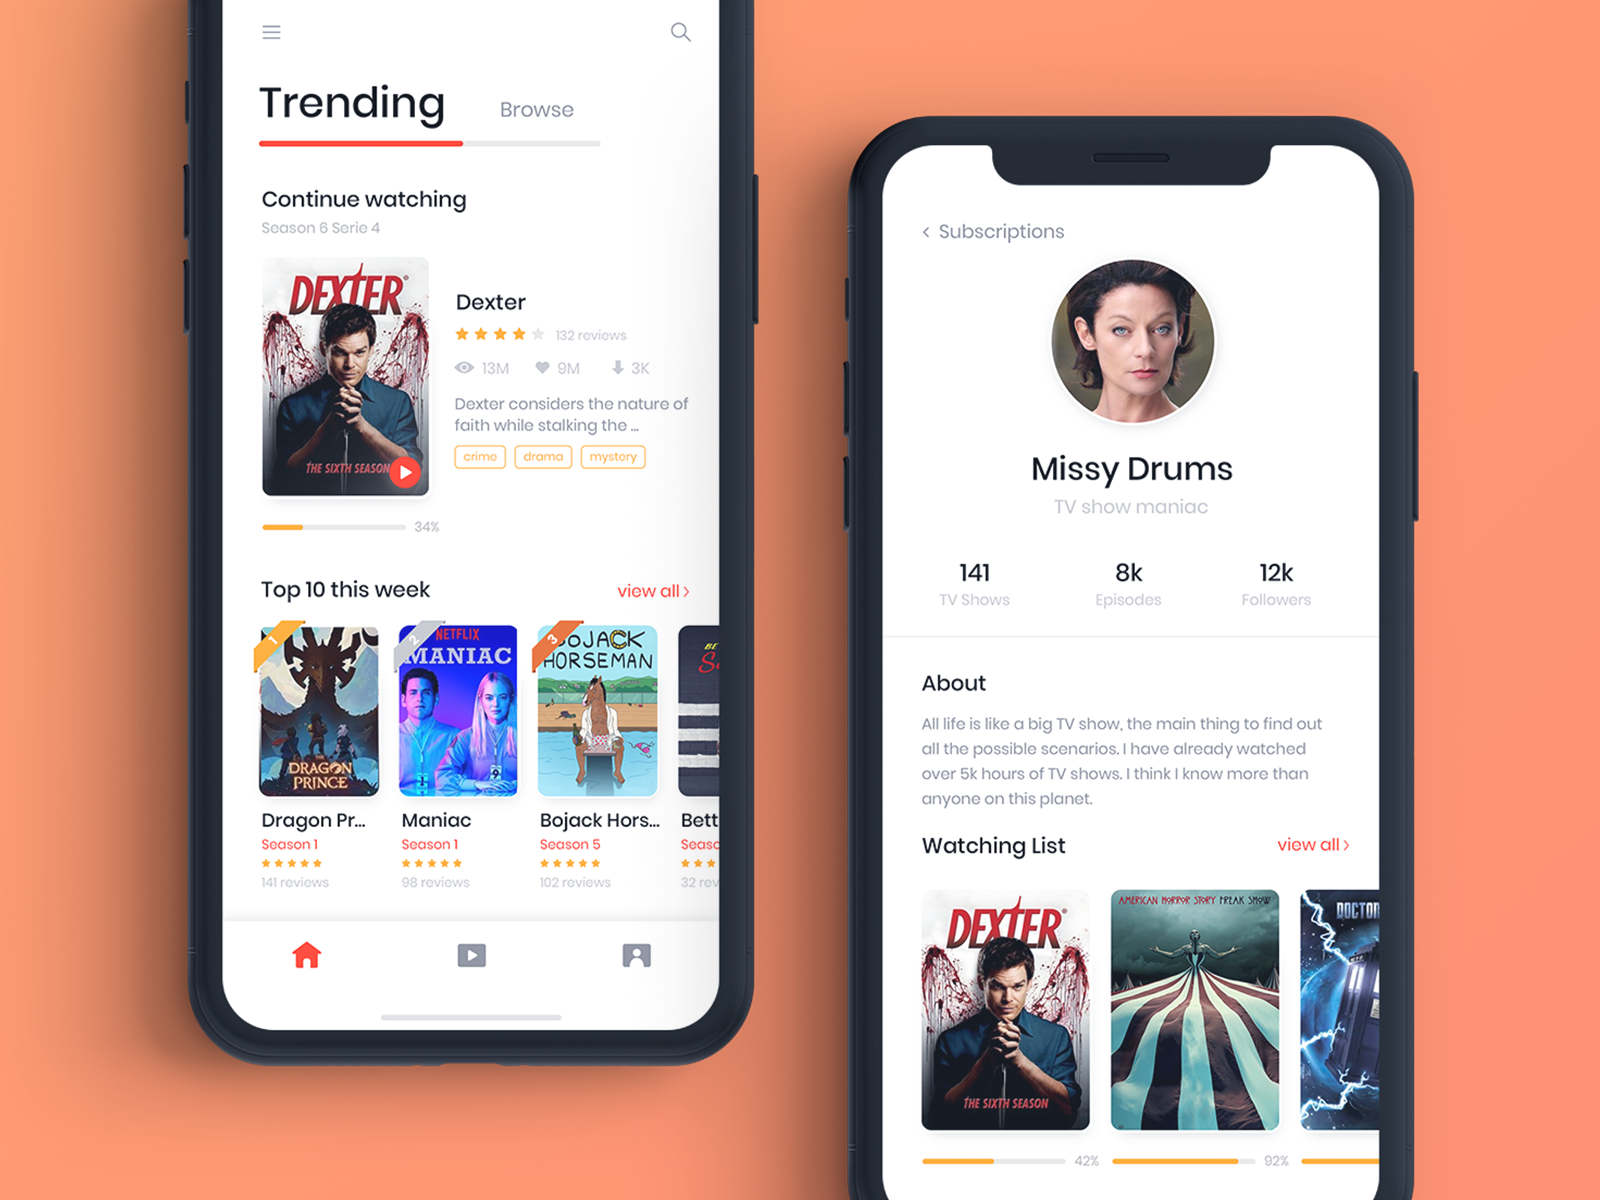 Trending
Browse
Continue watching
Season 6 Serie 4
DEXTER
THE SIXTH SEASON
Dexter
132 reviews
13M
9M
3K
Dexter considers the nature of
faith while stalking the ...
crime
drama
mystery
34%
Top 10 this week
view all ›
1
THE
DRAGON
PRINCE
Dragon Pr...
Season 1
141 reviews
2
NETFLIX
MANIAC
1
9
Maniac
Season 1
98 reviews
3
BOJACK
HORSEMAN
Bojack Hors...
Season 5
102 reviews
BE
S
Bett
Seaso
32 rev
‹ Subscriptions
Missy Drums
TV show maniac
141
TV Shows
8k
Episodes
12k
Followers
About
All life is like a big TV show, the main thing to find out
all the possible scenarios. I have already watched
over 5k hours of TV shows. I think I know more than
anyone on this planet.
Watching List
view all ›
DEXTER
THE SIXTH SEASON
42%
AMERICAN HORROR STORY FREAK SHOW
92%
DOCTOR